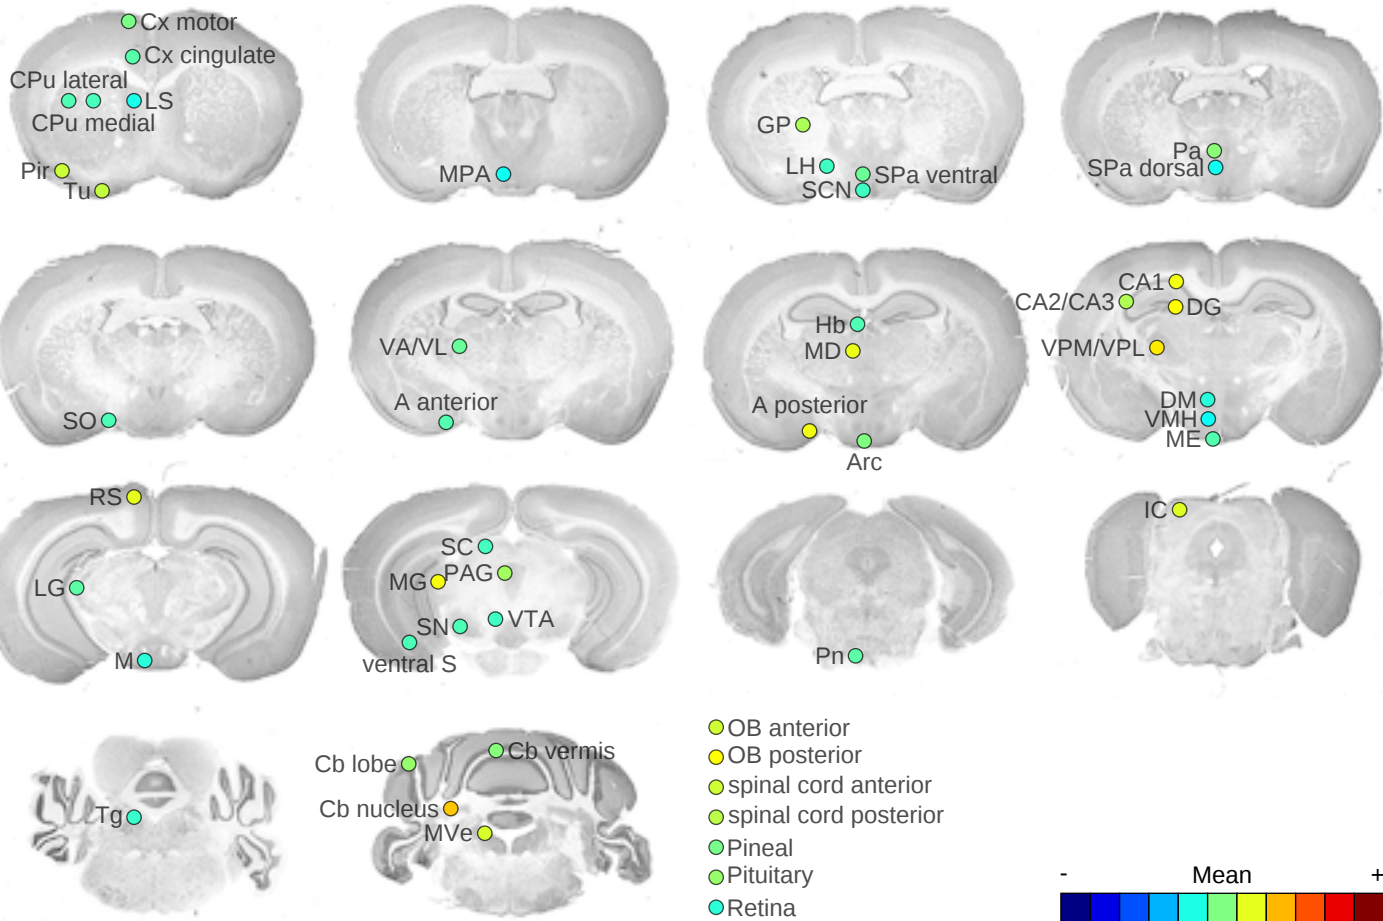 Cx motor
Cx cingulate
CPu lateral
LS
CPu medial
Pir
Tu
MPA
GP
LH
SPa ventral
SCN
Pa
SPa dorsal
SO
VA/VL
A anterior
Hb
MD
A posterior
Arc
CA1
CA2/CA3
DG
VPM/VPL
DM
VMH
ME
RS
LG
M
SC
MG
PAG
SN
VTA
ventral S
Pn
IC
Tg
Cb lobe
Cb vermis
Cb nucleus
MVe
OB anterior
OB posterior
spinal cord anterior
spinal cord posterior
Pineal
Pituitary
Retina
- Mean +